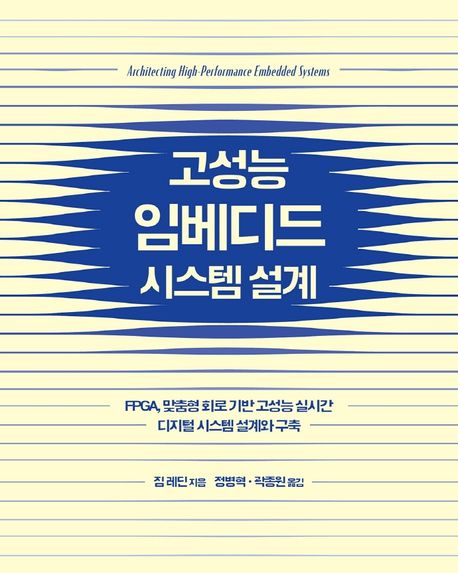 Architecting High-Performance Embedded Systems
고성능
임베디드
시스템 설계
FPGA, 맞춤형 회로 기반 고성능 실시간
디지털 시스템 설계와 구축
짐 레딘 지음 정병혁 · 곽종원 옮김